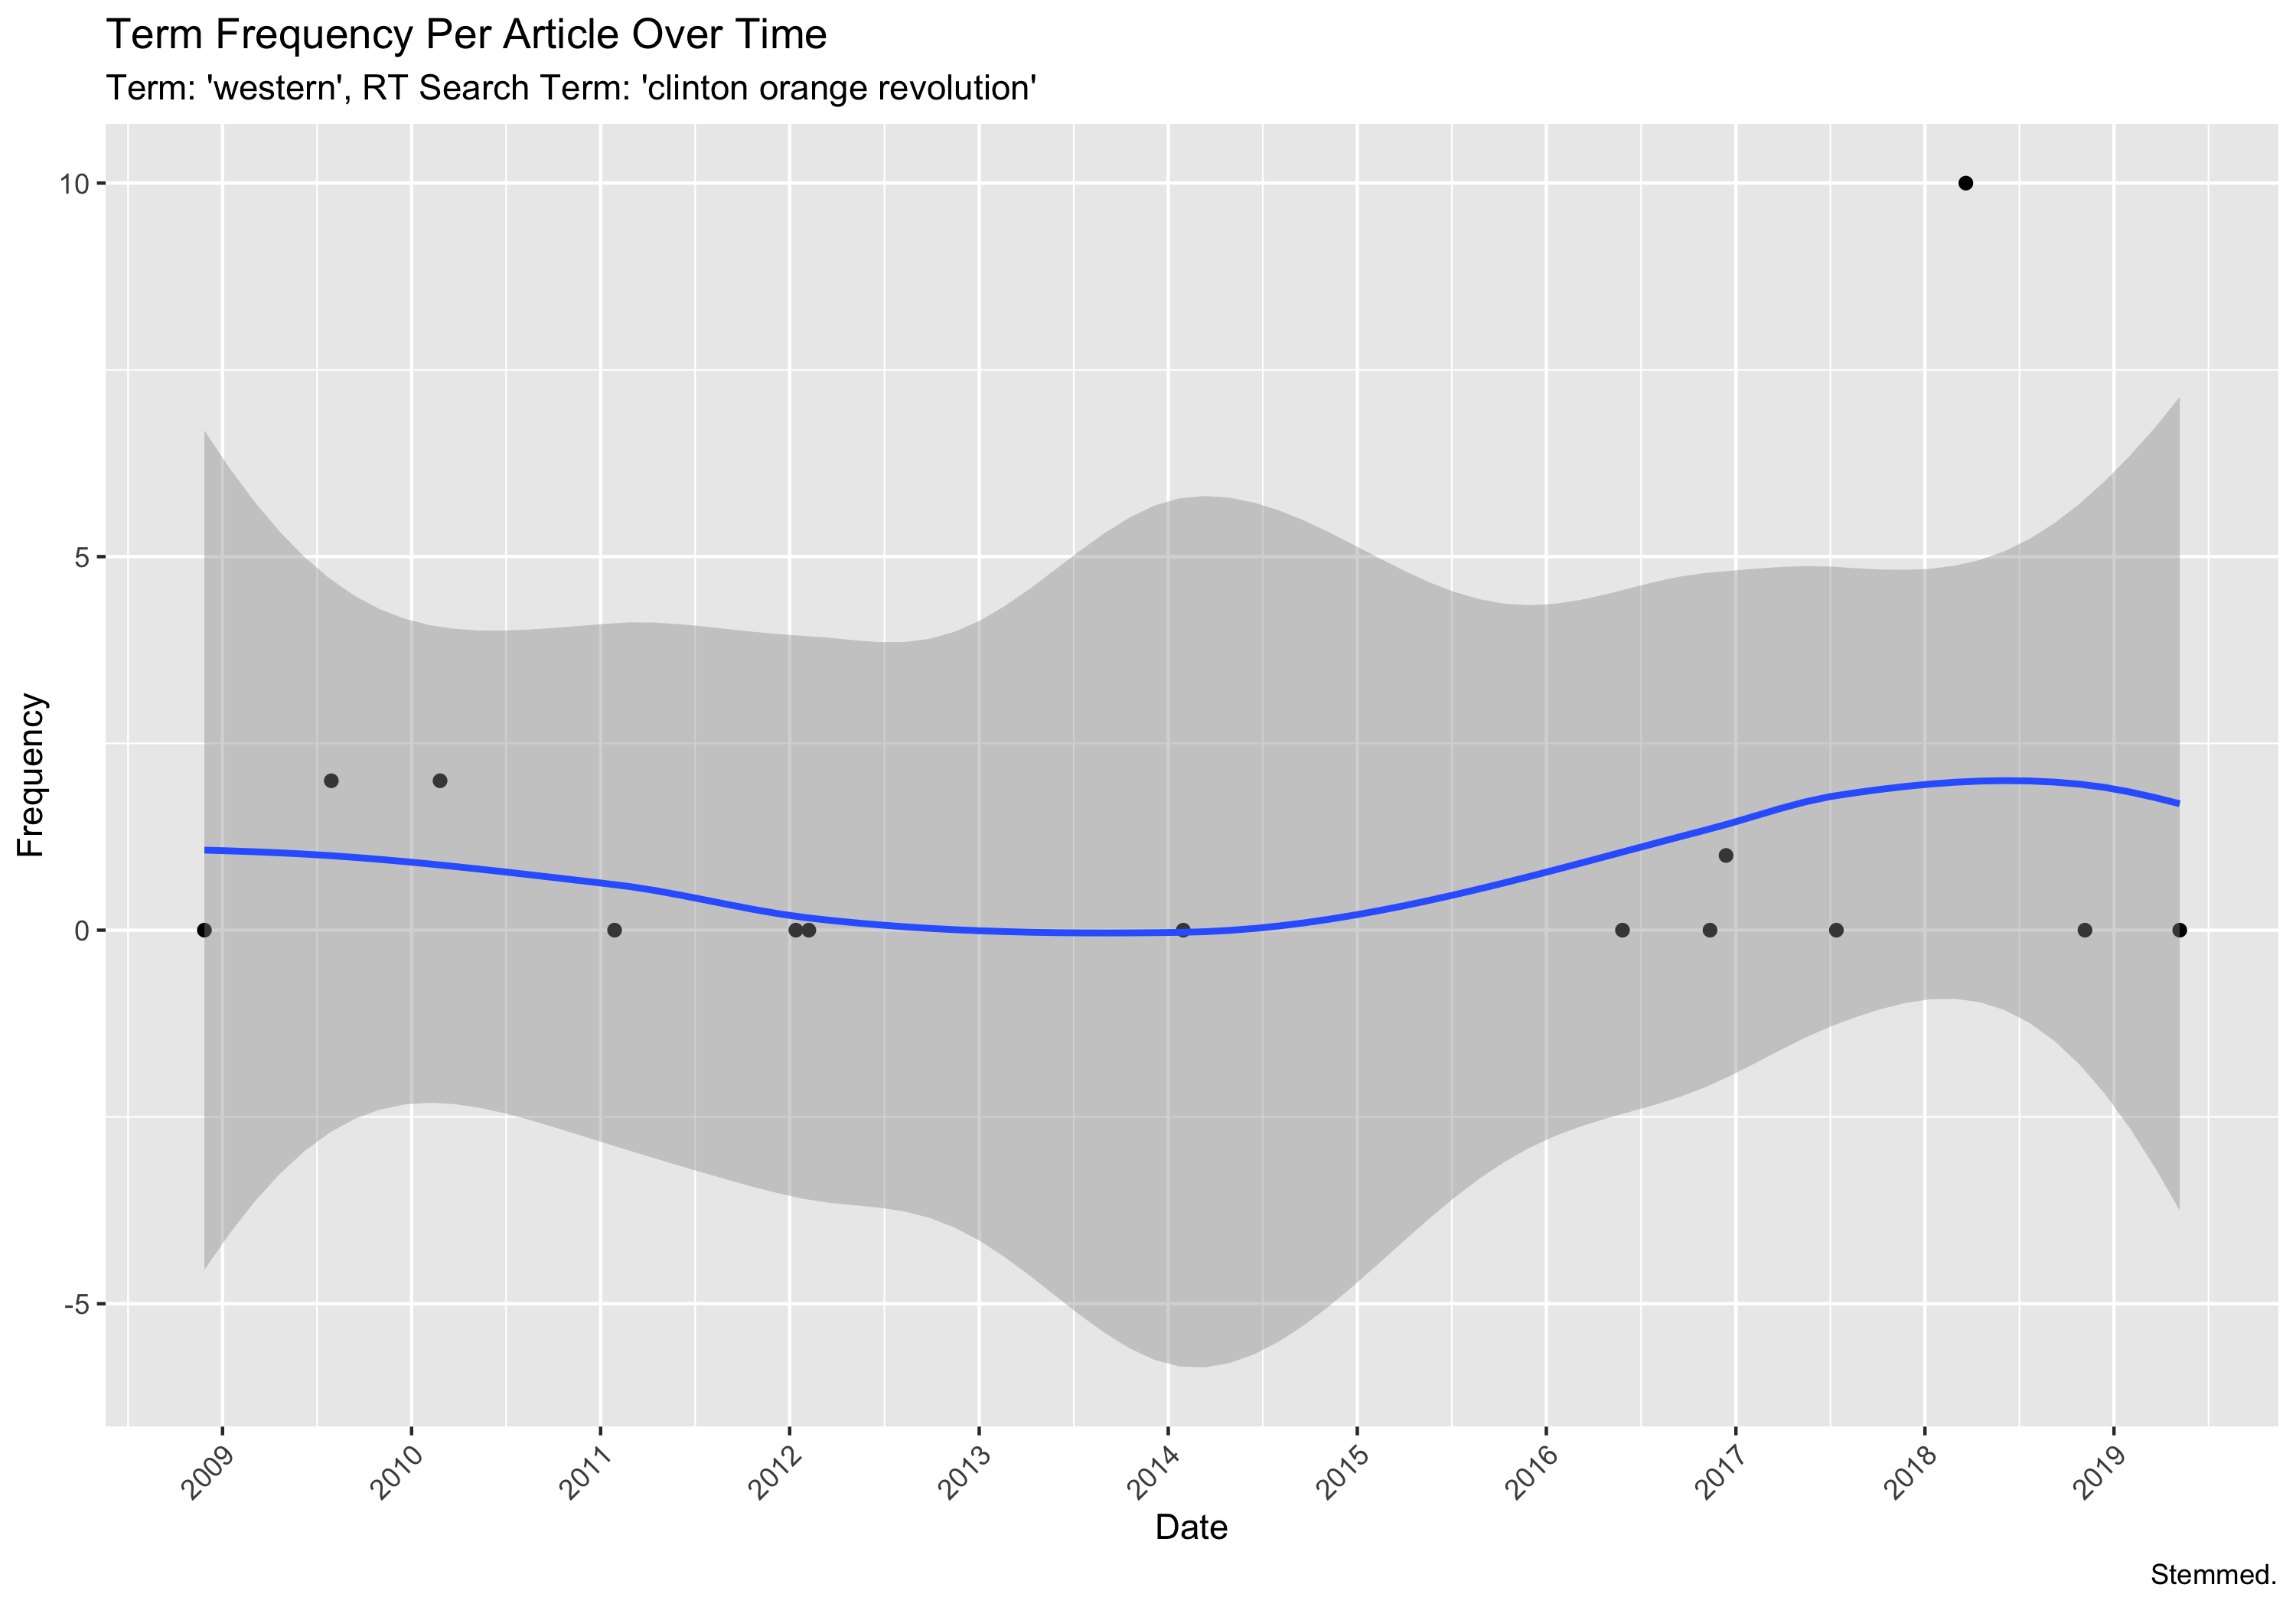 Term Frequency Per Article Over Time
Term: 'western', RT Search Term: 'clinton orange revolution'
Frequency
10
5
0
-5
2009 2010 2011 2012 2013 2014 2015 2016 2017 2018 2019
Date
Stemmed.